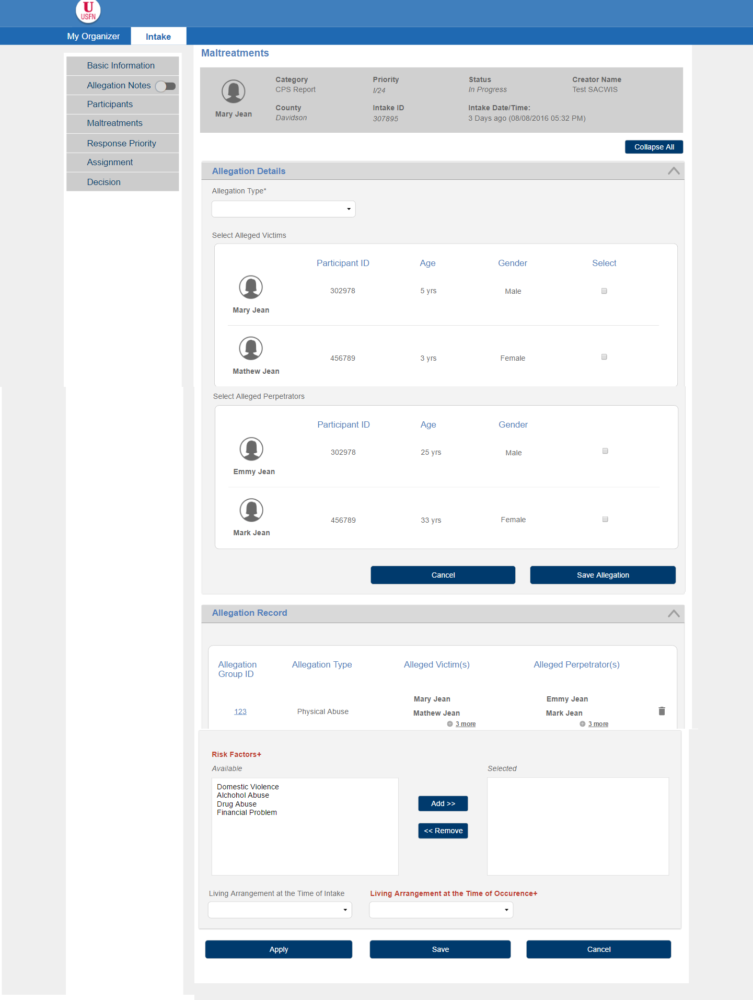 U
USFN
My Organizer Intake
Basic Information
Allegation Notes
Participants
Maltreatments
Response Priority
Assignment
Decision
Maltreatments
Mary Jean
Category Priority Status Creator Name
CPS Report I/24 In Progress Test SACWIS
County Intake ID Intake Date/Time:
Davidson 307895 3 Days ago (08/08/2016 05:32 PM)
Collapse All
Allegation Details
Allegation Type*
Select Alleged Victims
Participant ID Age Gender Select
302978 5 yrs Male
Mary Jean
456789 3 yrs Female
Mathew Jean
Select Alleged Perpetrators
Participant ID Age Gender
302978 25 yrs Male
Emmy Jean
456789 33 yrs Female
Mark Jean
Cancel Save Allegation
Allegation Record
Allegation Group ID Allegation Type Alleged Victim(s) Alleged Perpetrator(s)
Mary Jean Emmy Jean
123 Physical Abuse Mathew Jean Mark Jean
3 more 3 more
Risk Factors+
Available Selected
Domestic Violence
Alchohol Abuse
Drug Abuse
Financial Problem
Add >>
<< Remove
Living Arrangement at the Time of Intake Living Arrangement at the Time of Occurence+
Apply Save Cancel